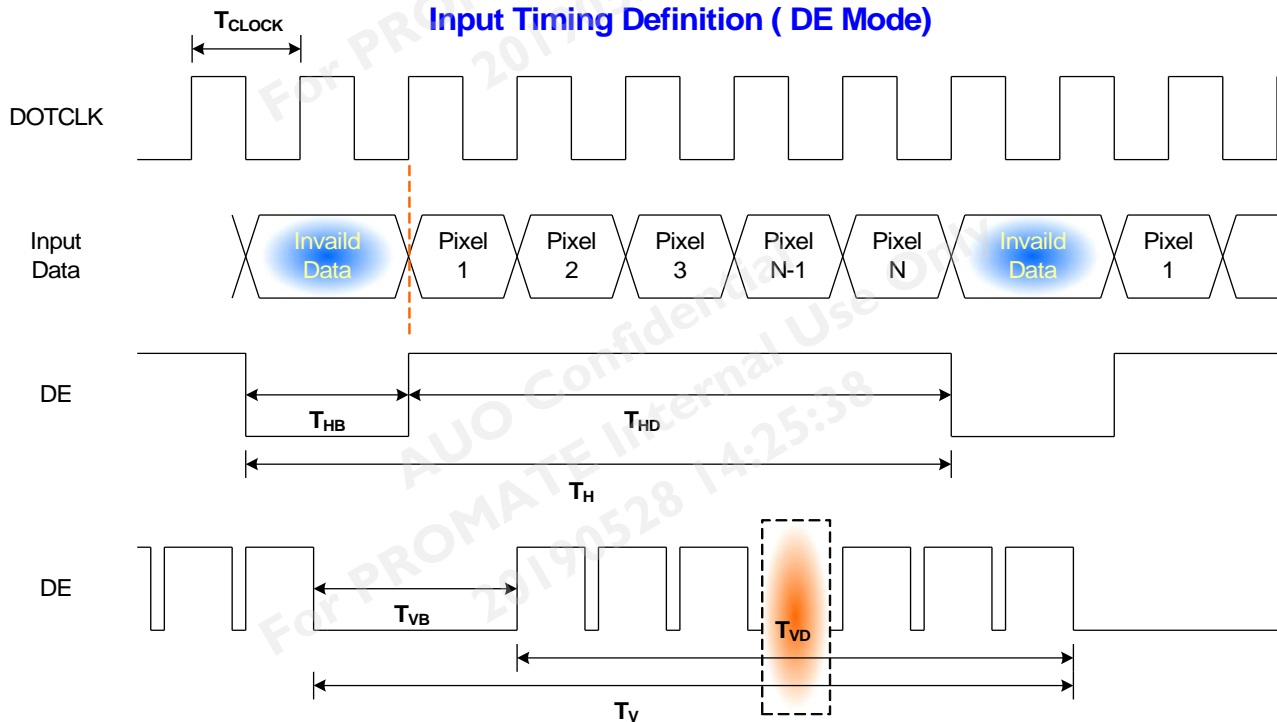 Input Timing Definition ( DE Mode)
TCLOCK
DOTCLK
Input
Data
Invaild
Data
Pixel
1
Pixel
2
Pixel
3
Pixel
N-1
Pixel
N
Invaild
Data
Pixel
1
DE
THB
THD
TH
DE
TVB
TVD
TV
For PRO
20190
AUO Confidential
For PROMATE Internal Use Only
20190528 14:25:38